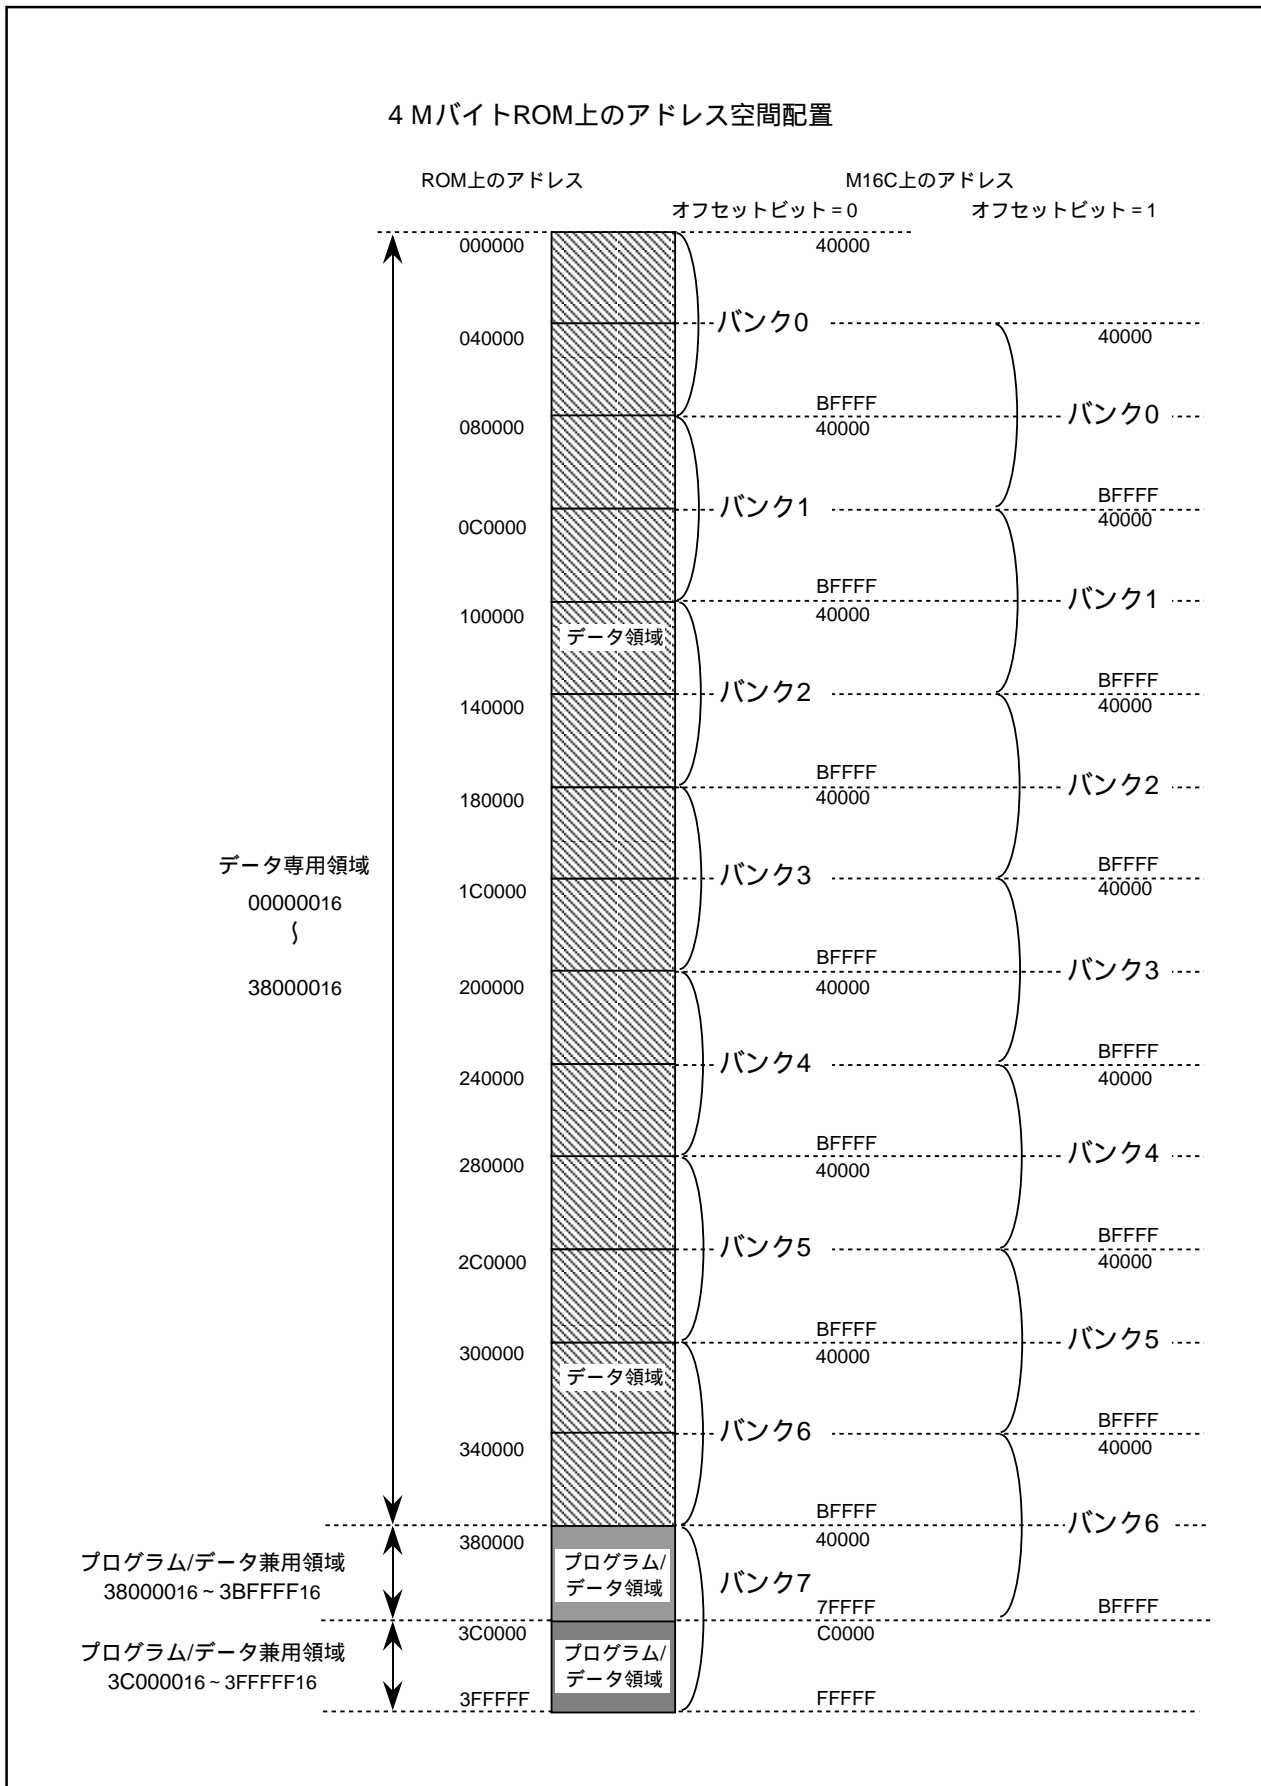 4 MバイトROM上のアドレス空間配置
ROM上のアドレス
M16C上のアドレス
オフセットビット = 0
オフセットビット = 1
000000
40000
バンク0
040000
40000
BFFFF
バンク0
080000
40000
バンク1
BFFFF
0C0000
40000
BFFFF
バンク1
100000
40000
データ領域
バンク2
BFFFF
140000
40000
BFFFF
バンク2
180000
40000
バンク3
BFFFF
データ専用領域
1C0000
40000
00000016
~
BFFFF
バンク3
38000016
200000
40000
バンク4
BFFFF
240000
40000
BFFFF
バンク4
280000
40000
バンク5
BFFFF
2C0000
40000
BFFFF
バンク5
300000
40000
データ領域
バンク6
BFFFF
340000
40000
BFFFF
バンク6
380000
40000
プログラム/データ兼用領域
38000016 ~ 3BFFFF16
プログラム/
データ領域
バンク7
7FFFF
BFFFF
3C0000
C0000
プログラム/データ兼用領域
3C000016 ~ 3FFFFF16
プログラム/
データ領域
3FFFFF
FFFFF